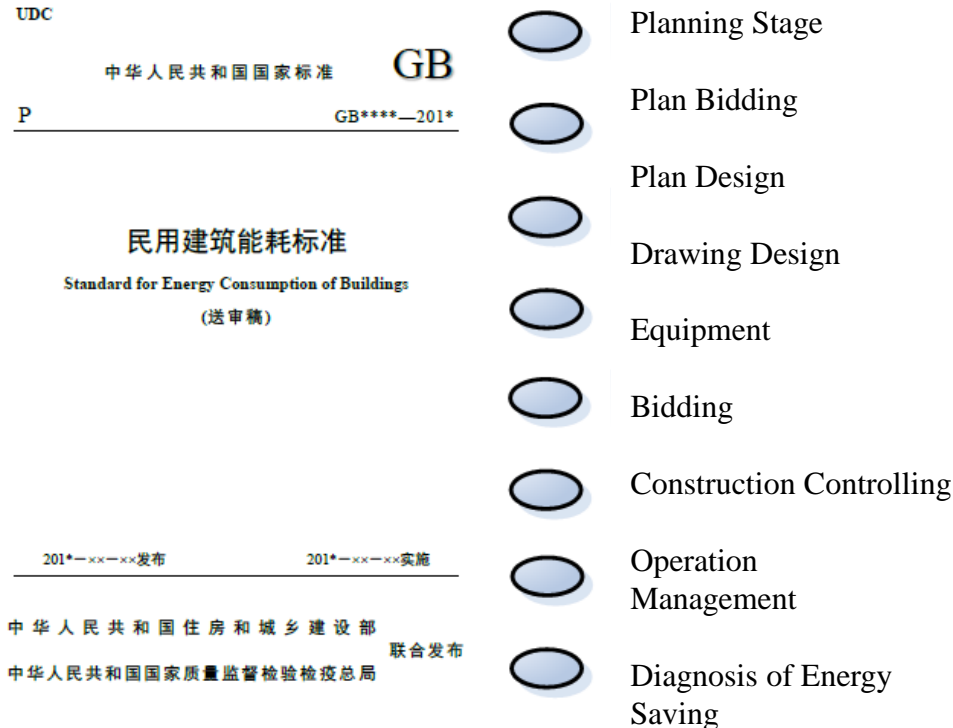 UDC
中华人民共和国国家标准 GB
P GB****—201*
民用建筑能耗标准
Standard for Energy Consumption of Buildings
(送审稿)
201*—××—××发布 201*—××—××实施
中华人民共和国住房和城乡建设部
联合发布
中华人民共和国国家质量监督检验检疫总局
Planning Stage
Plan Bidding
Plan Design
Drawing Design
Equipment
Bidding
Construction Controlling
Operation
Management
Diagnosis of Energy
Saving